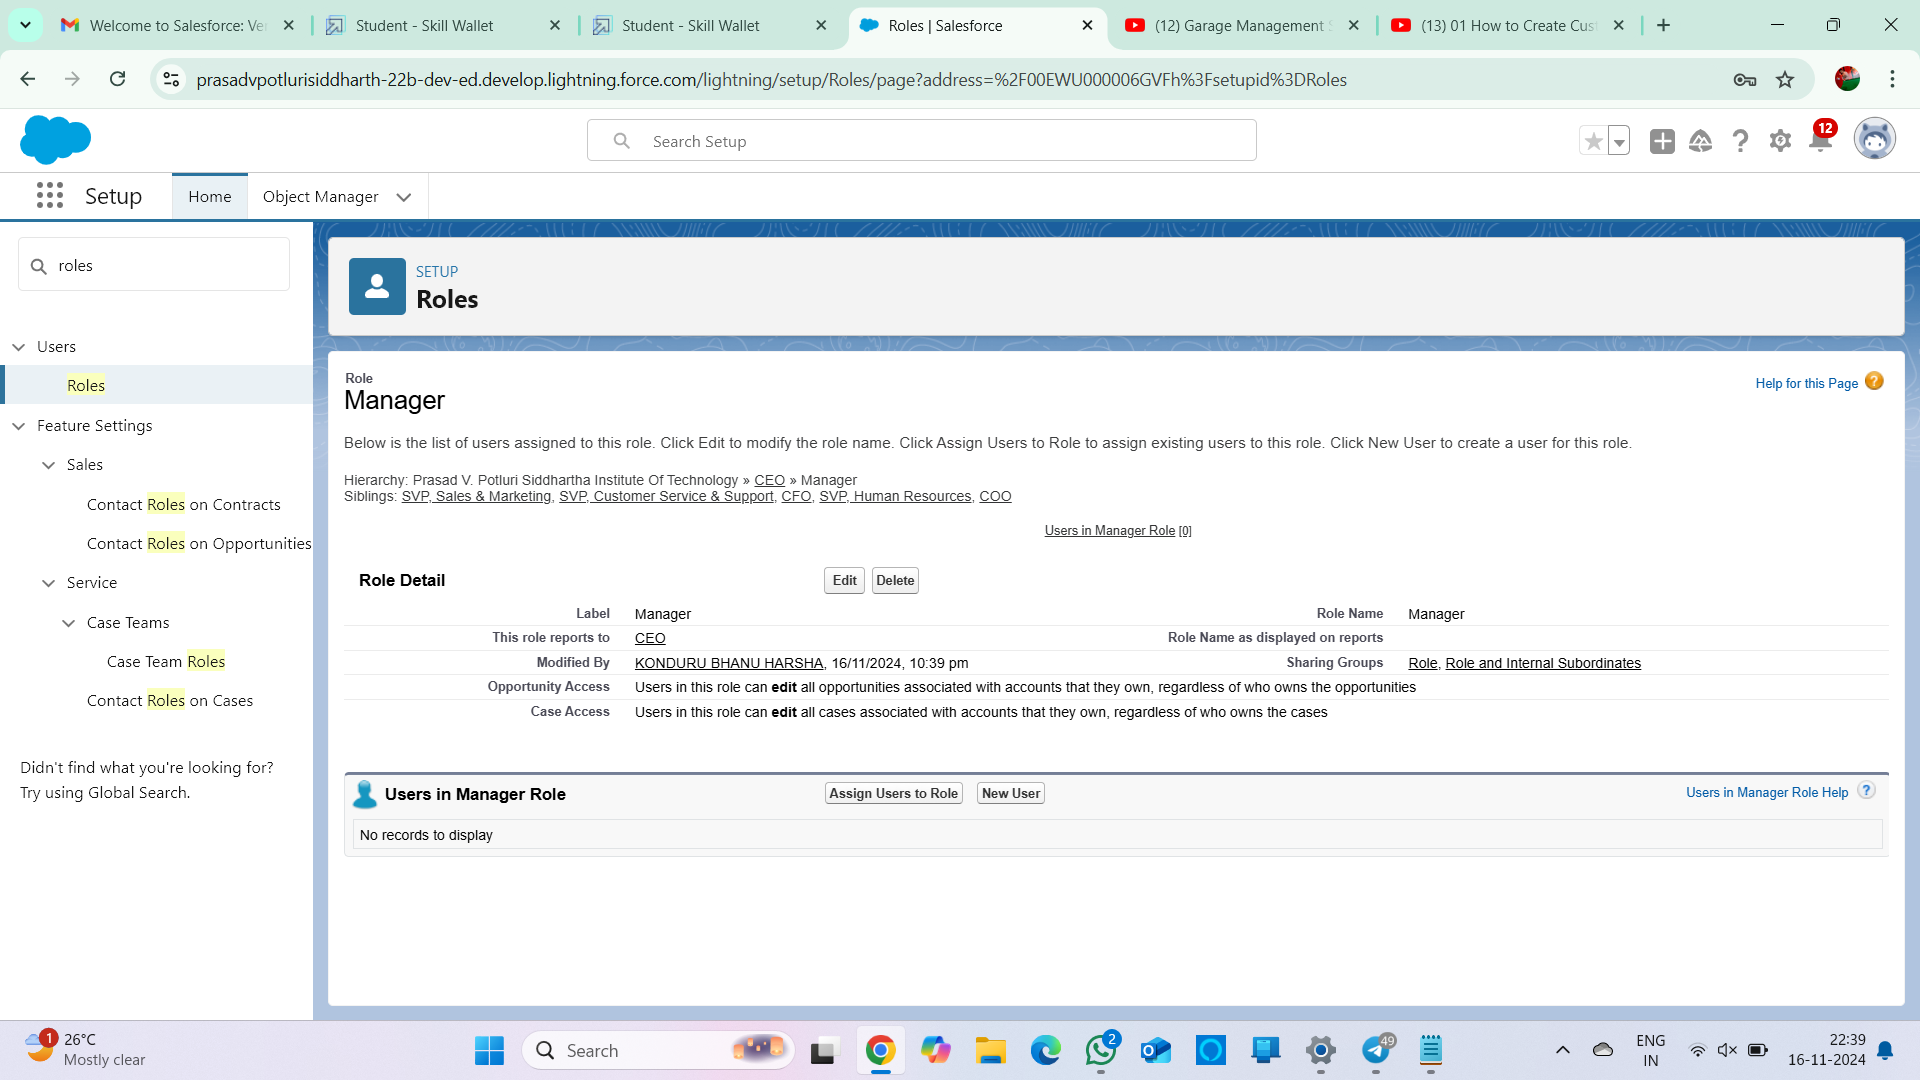 Welcome to Salesforce: Ver
Student - Skill Wallet
Student - Skill Wallet
Roles | Salesforce
(12) Garage Management S
(13) 01 How to Create Cust
prasadvpotlurisiddharth-22b-dev-ed.develop.lightning.force.com/lightning/setup/Roles/page?address=%2F00EWU000006GVFh%3Fsetupid%3DRoles
Search Setup
12
Setup
Home
Object Manager
roles
Users
Roles
Feature Settings
Sales
Contact Roles on Contracts
Contact Roles on Opportunities
Service
Case Teams
Case Team Roles
Contact Roles on Cases
Didn't find what you're looking for?
Try using Global Search.
SETUP
Roles
Role
Manager
Help for this Page ?
Below is the list of users assigned to this role. Click Edit to modify the role name. Click Assign Users to Role to assign existing users to this role. Click New User to create a user for this role.
Hierarchy: Prasad V. Potluri Siddhartha Institute Of Technology » CEO » Manager
Siblings: SVP, Sales & Marketing, SVP, Customer Service & Support, CFO, SVP, Human Resources, COO
Users in Manager Role [0]
Role Detail
Edit
Delete
Label Manager
Role Name Manager
This role reports to CEO
Role Name as displayed on reports
Modified By KONDURU BHANU HARSHA, 16/11/2024, 10:39 pm
Sharing Groups Role, Role and Internal Subordinates
Opportunity Access Users in this role can edit all opportunities associated with accounts that they own, regardless of who owns the opportunities
Case Access Users in this role can edit all cases associated with accounts that they own, regardless of who owns the cases
Users in Manager Role
Assign Users to Role
New User
Users in Manager Role Help ?
No records to display
1
26°C
Mostly clear
Search
2
49
ENG
IN
22:39
16-11-2024